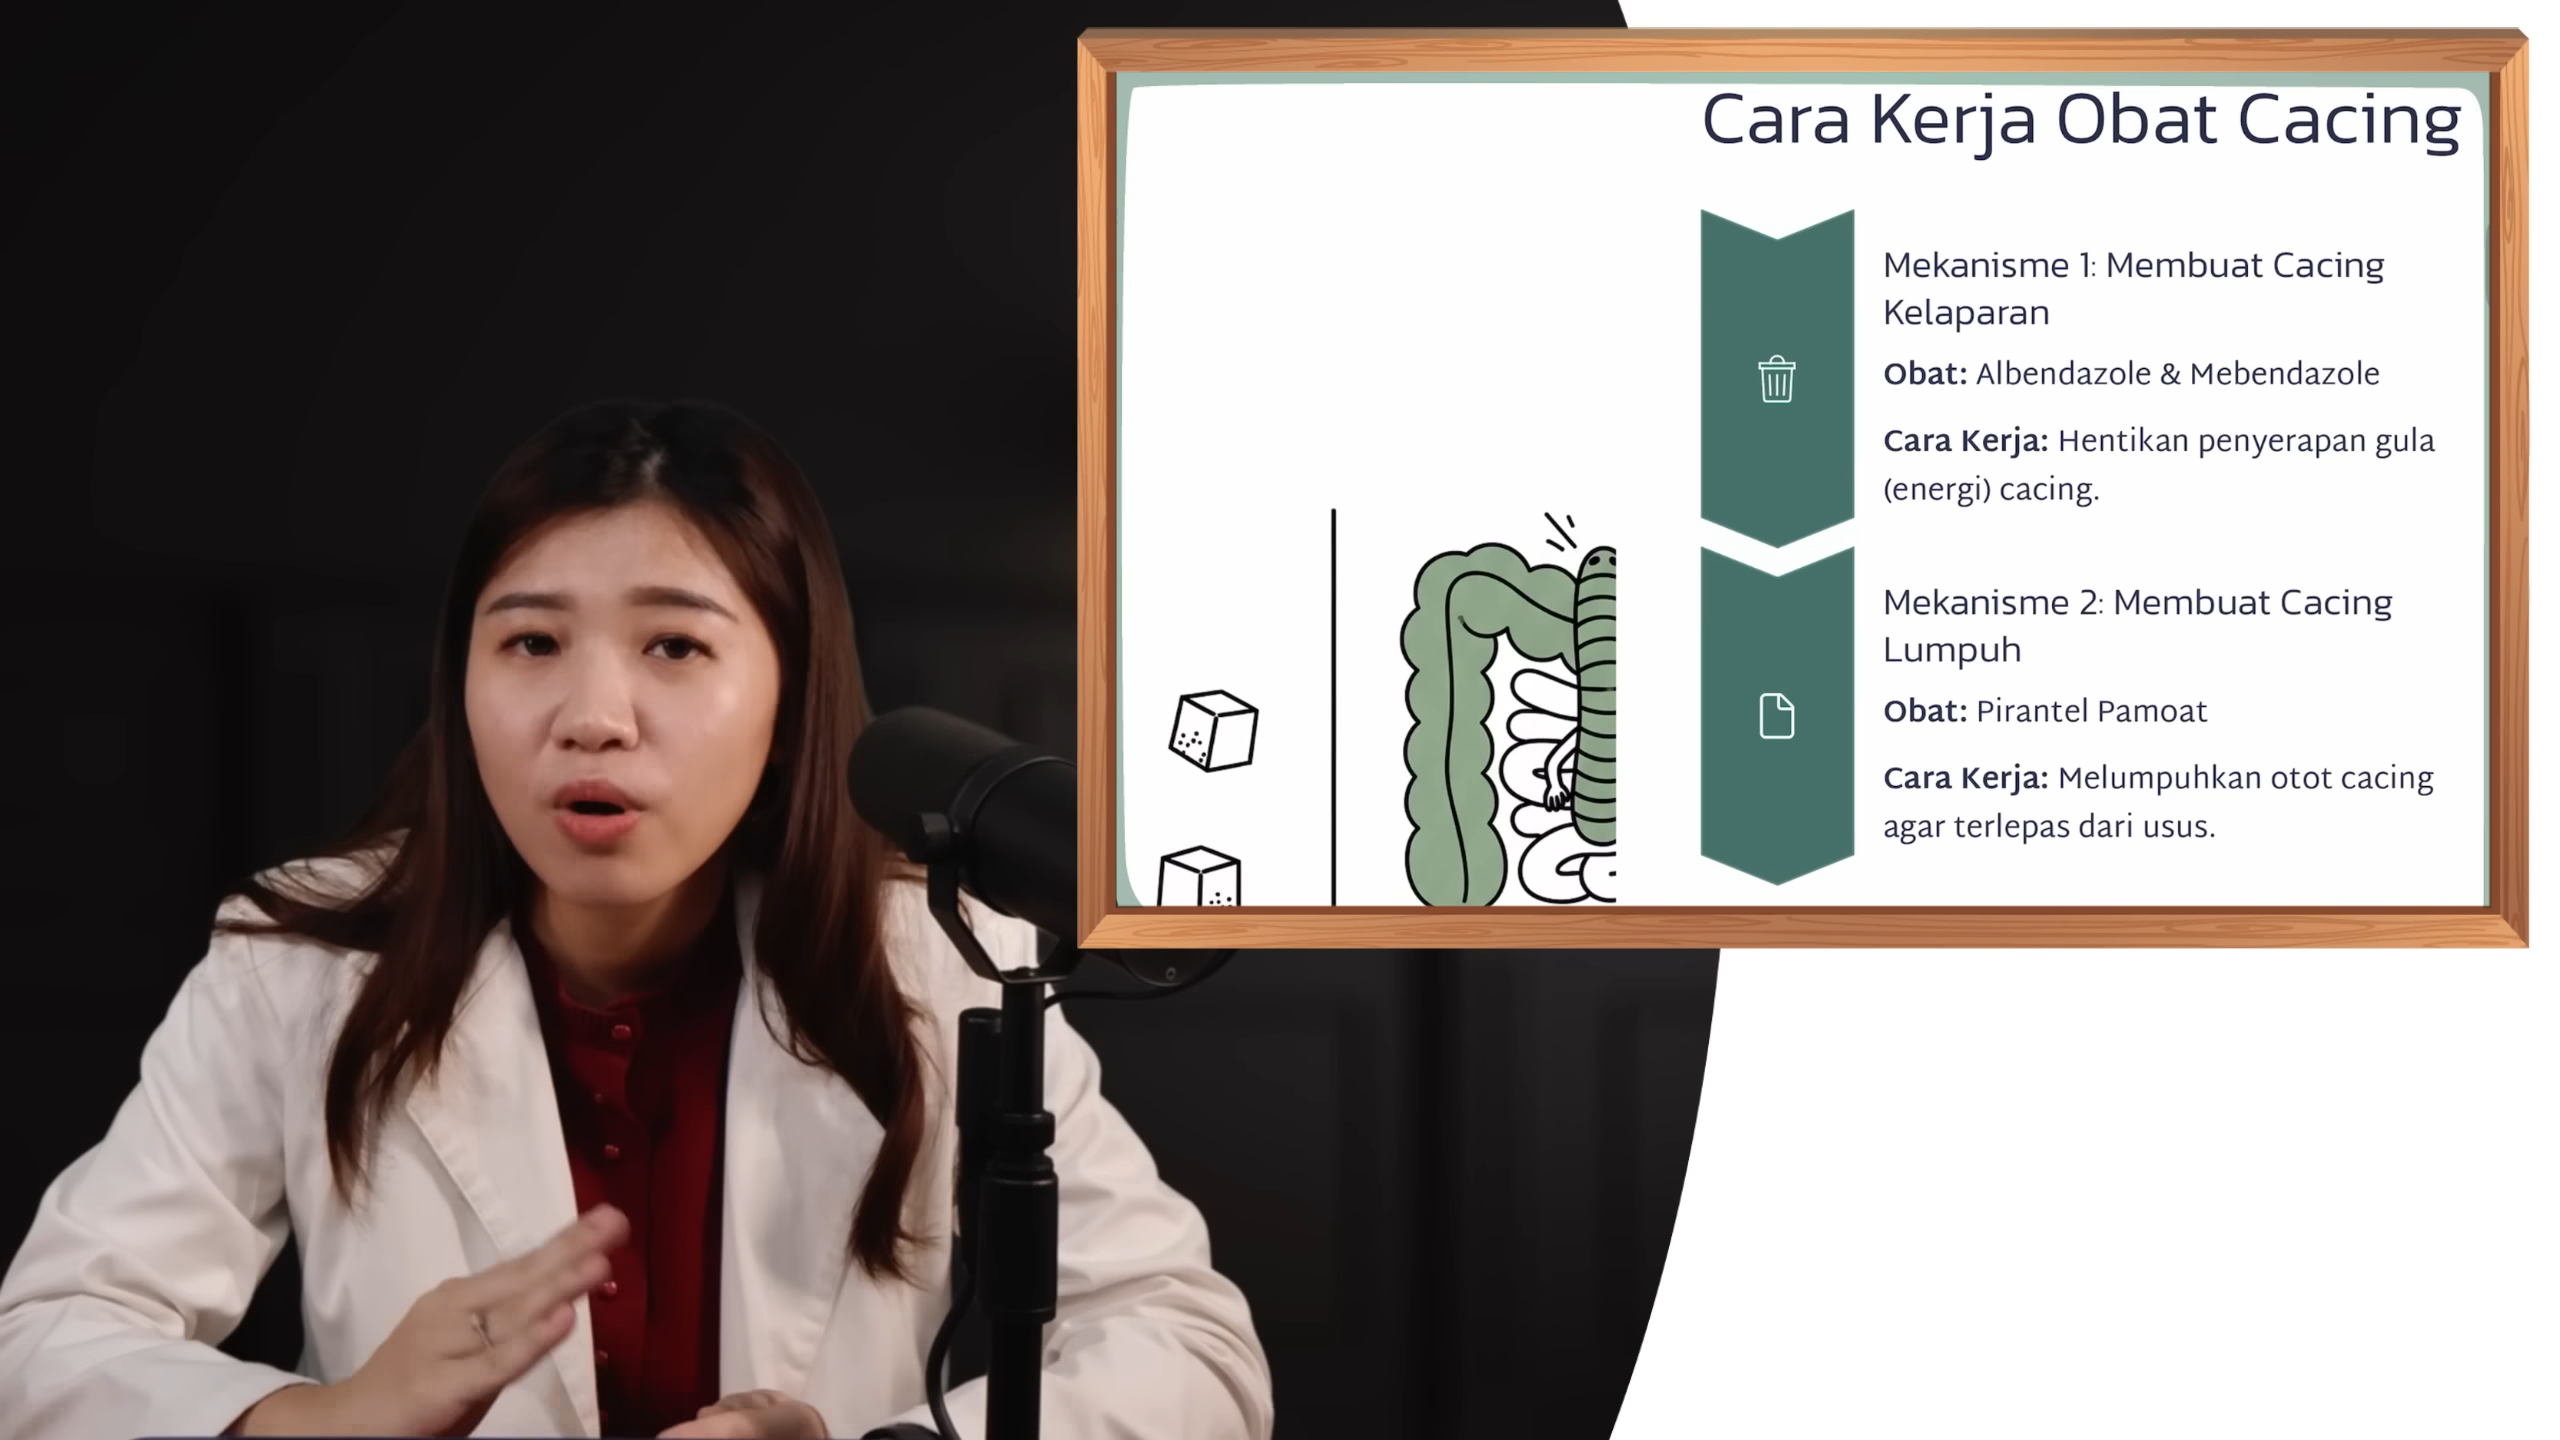 Cara Kerja Obat Cacing
Mekanisme 1: Membuat Cacing
Kelaparan
Obat: Albendazole & Mebendazole
Cara Kerja: Hentikan penyerapan gula
(energi) cacing.
Mekanisme 2: Membuat Cacing
Lumpuh
Obat: Pirantel Pamoat
Cara Kerja: Melumpuhkan otot cacing
agar terlepas dari usus.